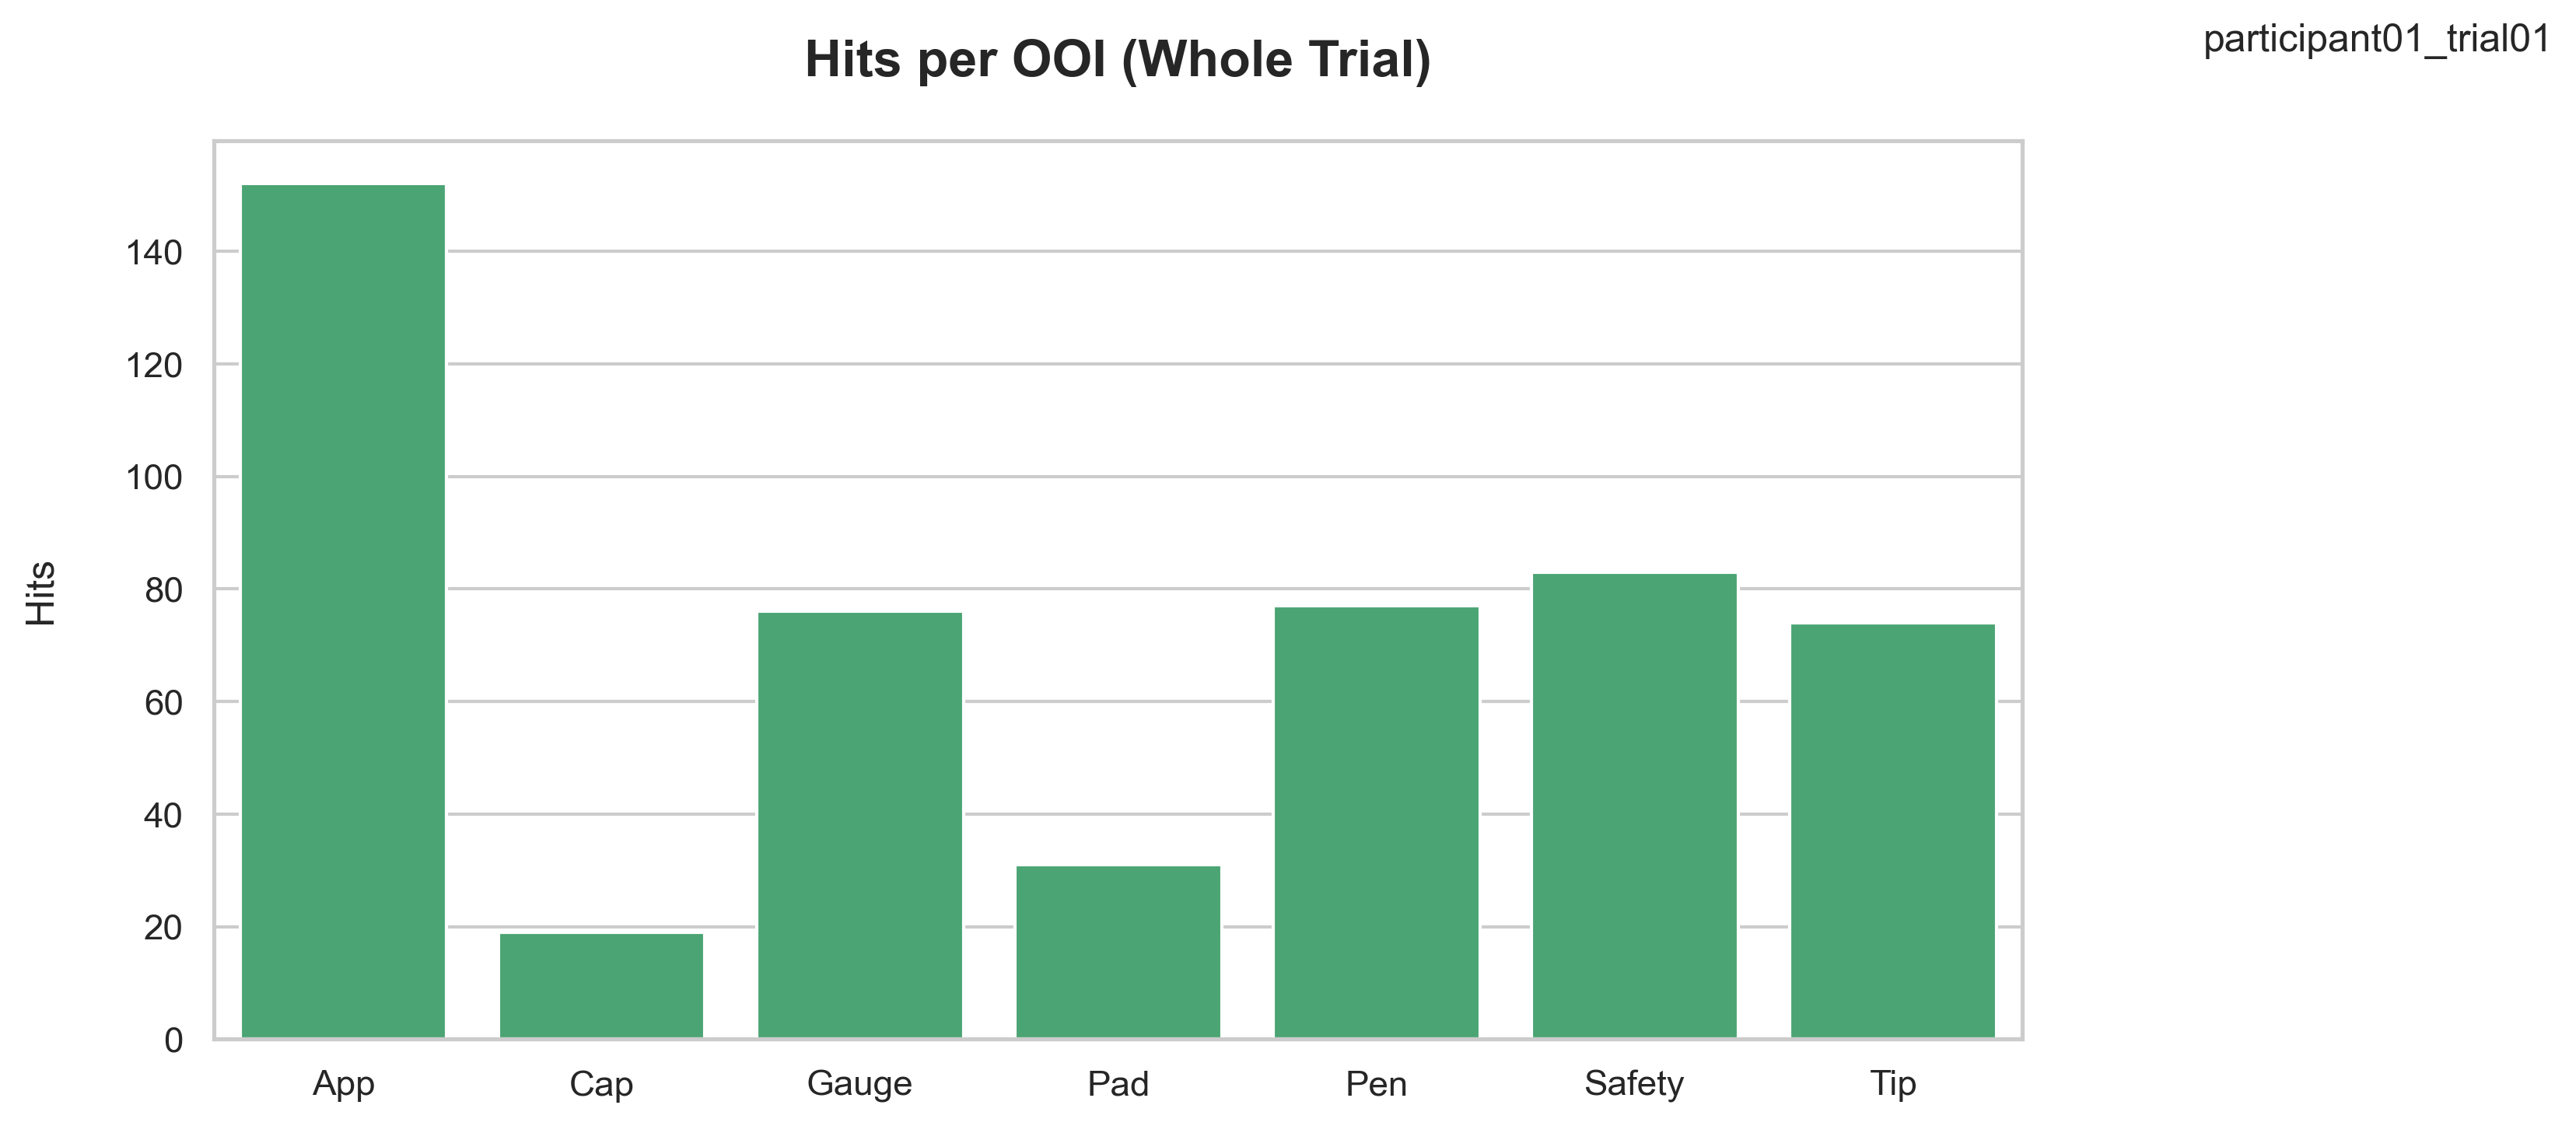 participant01_trial01
Hits per OOI (Whole Trial)
Hits
140
120
100
80
60
40
20
0
App Cap Gauge Pad Pen Safety Tip